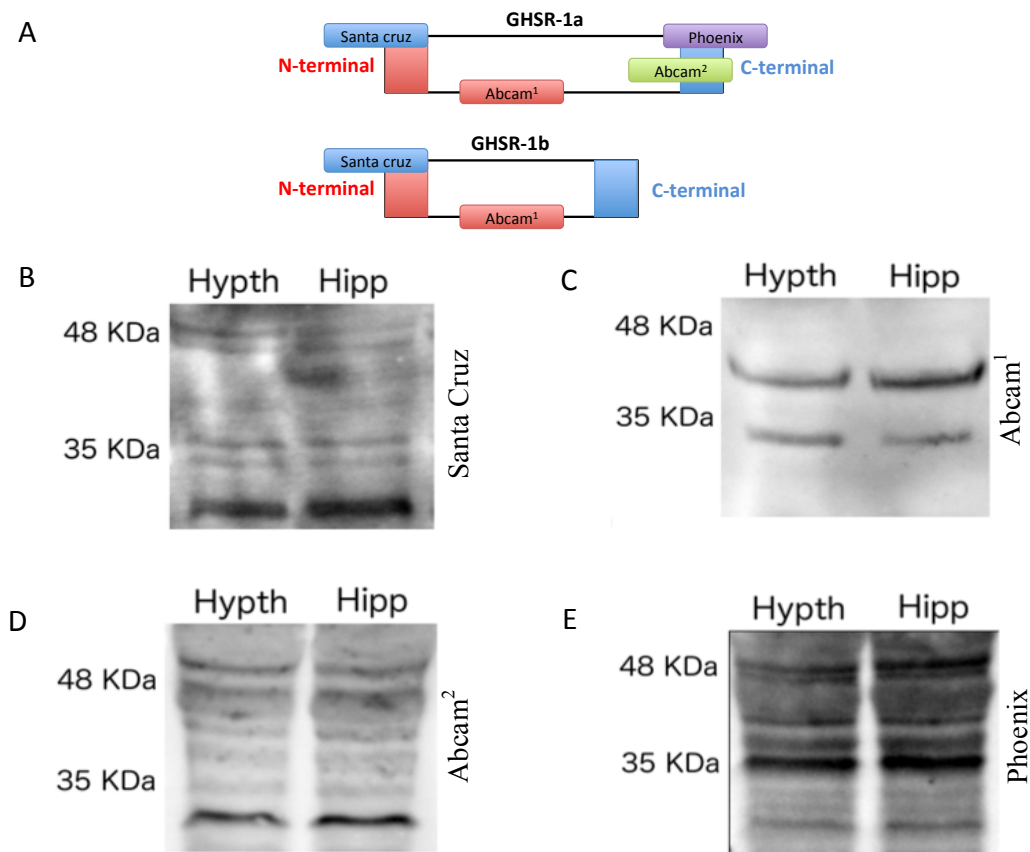 A
GHSR-1a
Santa cruz
Phoenix
N-terminal
Abcam²
C-terminal
Abcam¹
GHSR-1b
Santa cruz
N-terminal
C-terminal
Abcam¹
B
Hypth Hipp
48 KDa
35 KDa
Santa Cruz
C
Hypth Hipp
48 KDa
35 KDa
Abcam¹
D
Hypth Hipp
48 KDa
35 KDa
Abcam²
E
Hypth Hipp
48 KDa
35 KDa
Phoenix